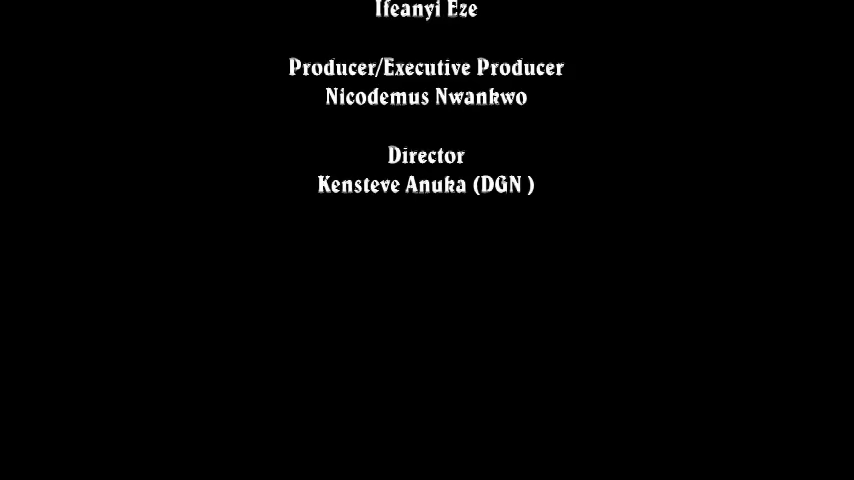 Ifeanyi Eze
Producer/Executive Producer
Nicodemus Nwankwo
Director
Kensteve Anuka (DGN )